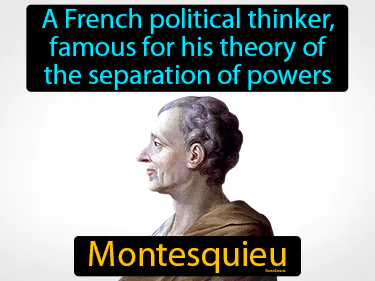 A French political thinker,
famous for his theory of
the separation of powers
Montesquieu